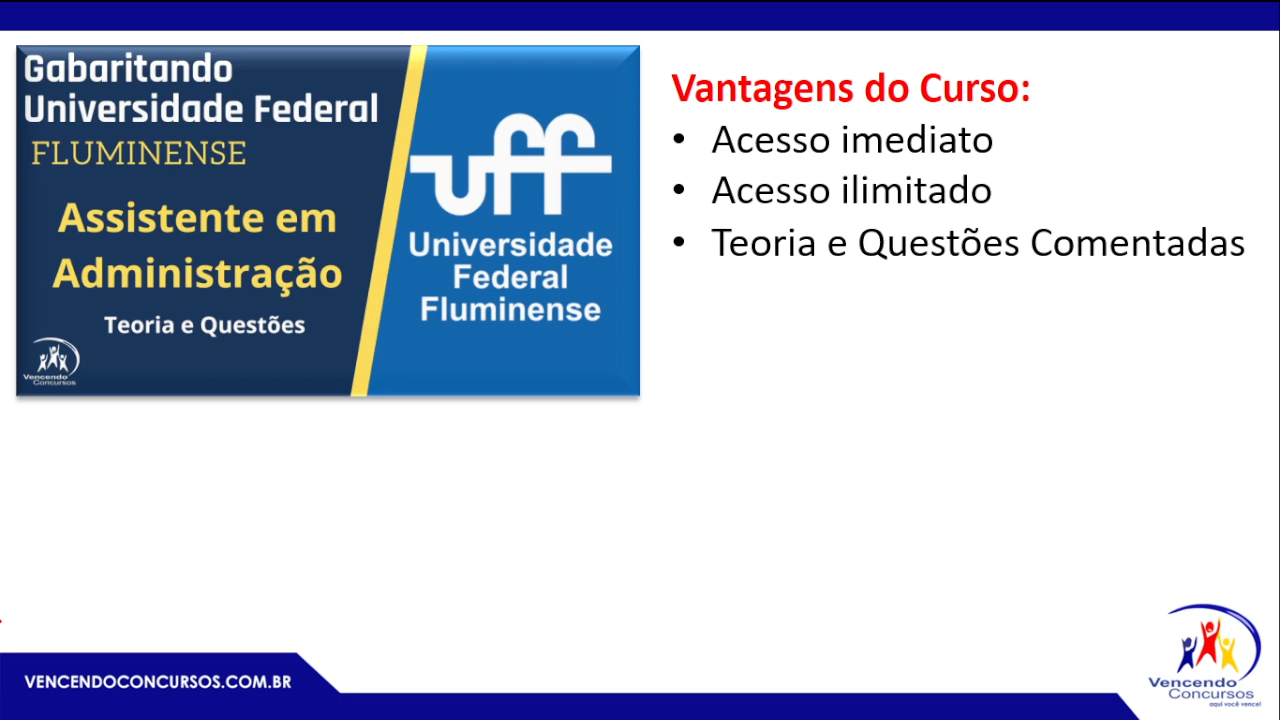 Gabaritando
Universidade Federal
FLUMINENSE
Assistente em
Administração
Teoria e Questões
Vencendo
Concursos
uff
Universidade
Federal
Fluminense
Vantagens do Curso:
• Acesso imediato
• Acesso ilimitado
• Teoria e Questões Comentadas
VENCENDOCONCURSOS.COM.BR
Vencendo
Concursos
aqui você vence!